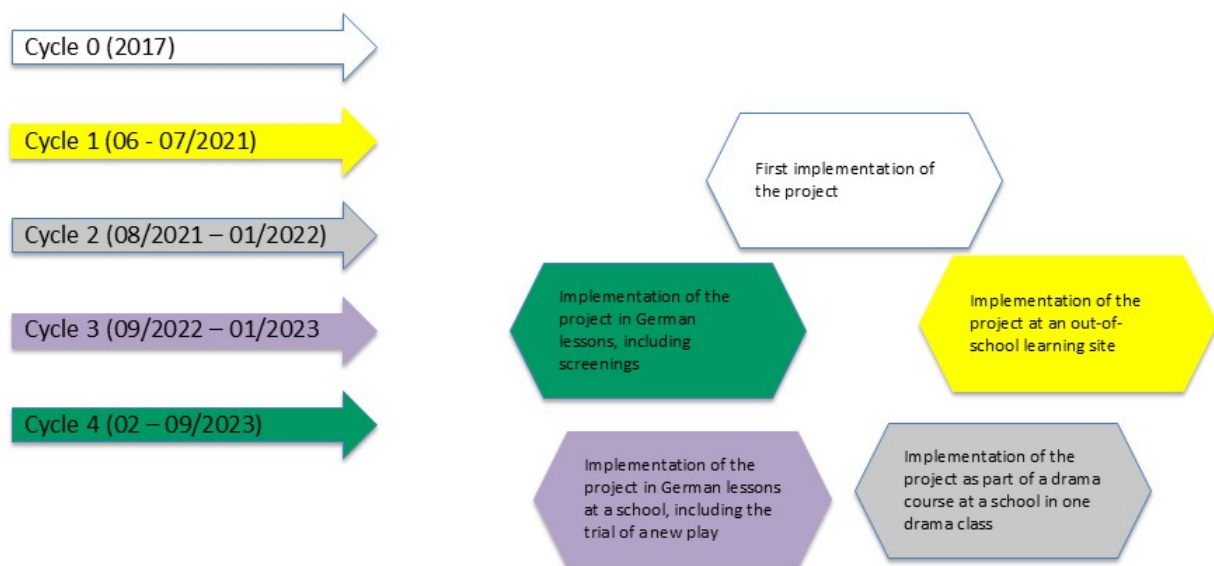 Cycle 0 (2017)
Cycle 1 (06 - 07/2021)
Cycle 2 (08/2021 – 01/2022)
Cycle 3 (09/2022 – 01/2023
Cycle 4 (02 – 09/2023)
First implementation of
the project
Implementation of the
project in German
lessons, including
screenings
Implementation of the
project at an out-of-
school learning site
Implementation of the
project in German lessons
at a school, including the
trial of a new play
Implementation of the
project as part of a drama
course at a school in one
drama class